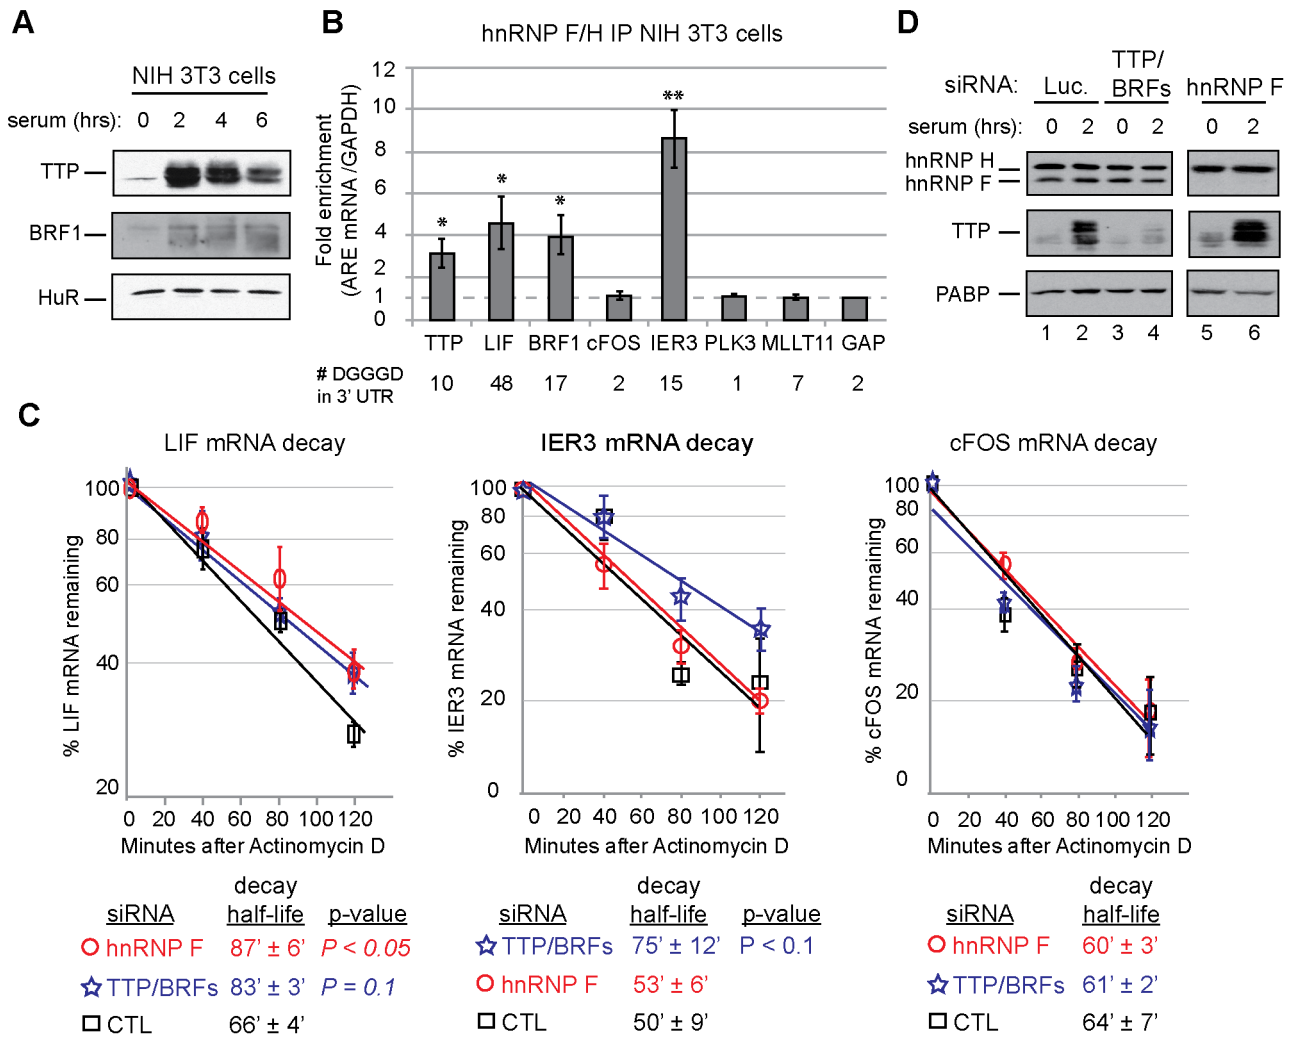 A
NIH 3T3 cells
serum (hrs): 0 2 4 6
TTP
BRF1
HuR
B
hnRNP F/H IP NIH 3T3 cells
Fold enrichment
(ARE mRNA /GAPDH)
12
10
8
6
4
2
1
0
*
*
*
**
TTP LIF BRF1 cFOS IER3 PLK3 MLLT11 GAP
# DGGGD
in 3' UTR
10 48 17 2 15 1 7 2
D
siRNA: Luc. TTP/ BRFs hnRNP F
serum (hrs): 0 2 0 2 0 2
hnRNP H
hnRNP F
TTP
PABP
1 2 3 4 5 6
C
LIF mRNA decay
% LIF mRNA remaining
100
80
60
40
20
0 20 40 60 80 100 120
Minutes after Actinomycin D
siRNA decay half-life p-value
hnRNP F 87' ± 6' P < 0.05
TTP/BRFs 83' ± 3' P = 0.1
CTL 66' ± 4'
IER3 mRNA decay
% IER3 mRNA remaining
100
80
60
40
20
0
0 20 40 60 80 100 120
Minutes after Actinomycin D
siRNA decay half-life p-value
TTP/BRFs 75' ± 12' P < 0.1
hnRNP F 53' ± 6'
CTL 50' ± 9'
cFOS mRNA decay
% cFOS mRNA remaining
100
80
60
40
20
0
0 20 40 60 80 100 120
Minutes after Actinomycin D
siRNA decay half-life
hnRNP F 60' ± 3'
TTP/BRFs 61' ± 2'
CTL 64' ± 7'